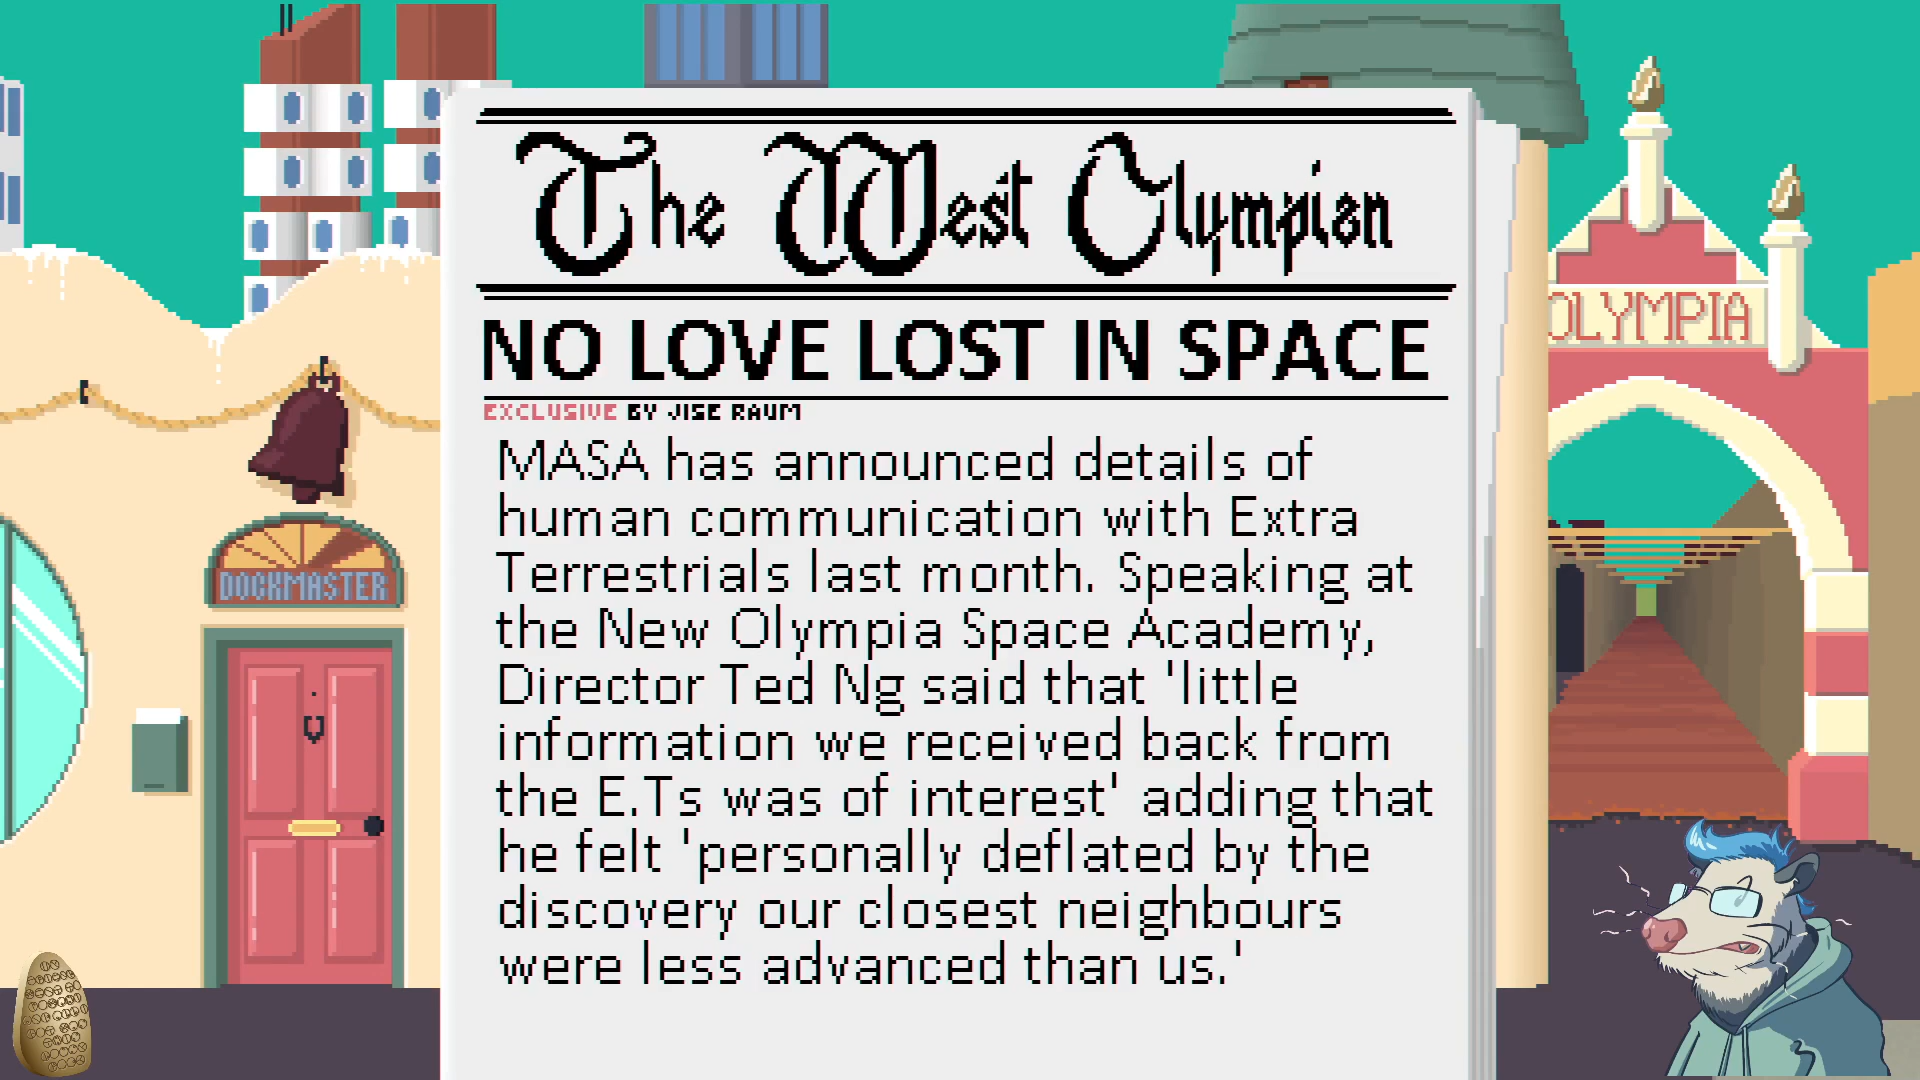 The West Olympian
NO LOVE LOST IN SPACE
EXCLUSIVE BY JISE RAUM
MASA has announced details of
human communication with Extra
Terrestrials last month. Speaking at
the New Olympia Space Academy,
Director Ted Ng said that 'little
information we received back from
the E.Ts was of interest' adding that
he felt 'personally deflated by the
discovery our closest neighbours
were less advanced than us.'
OLYMPIA
DOCKMASTER